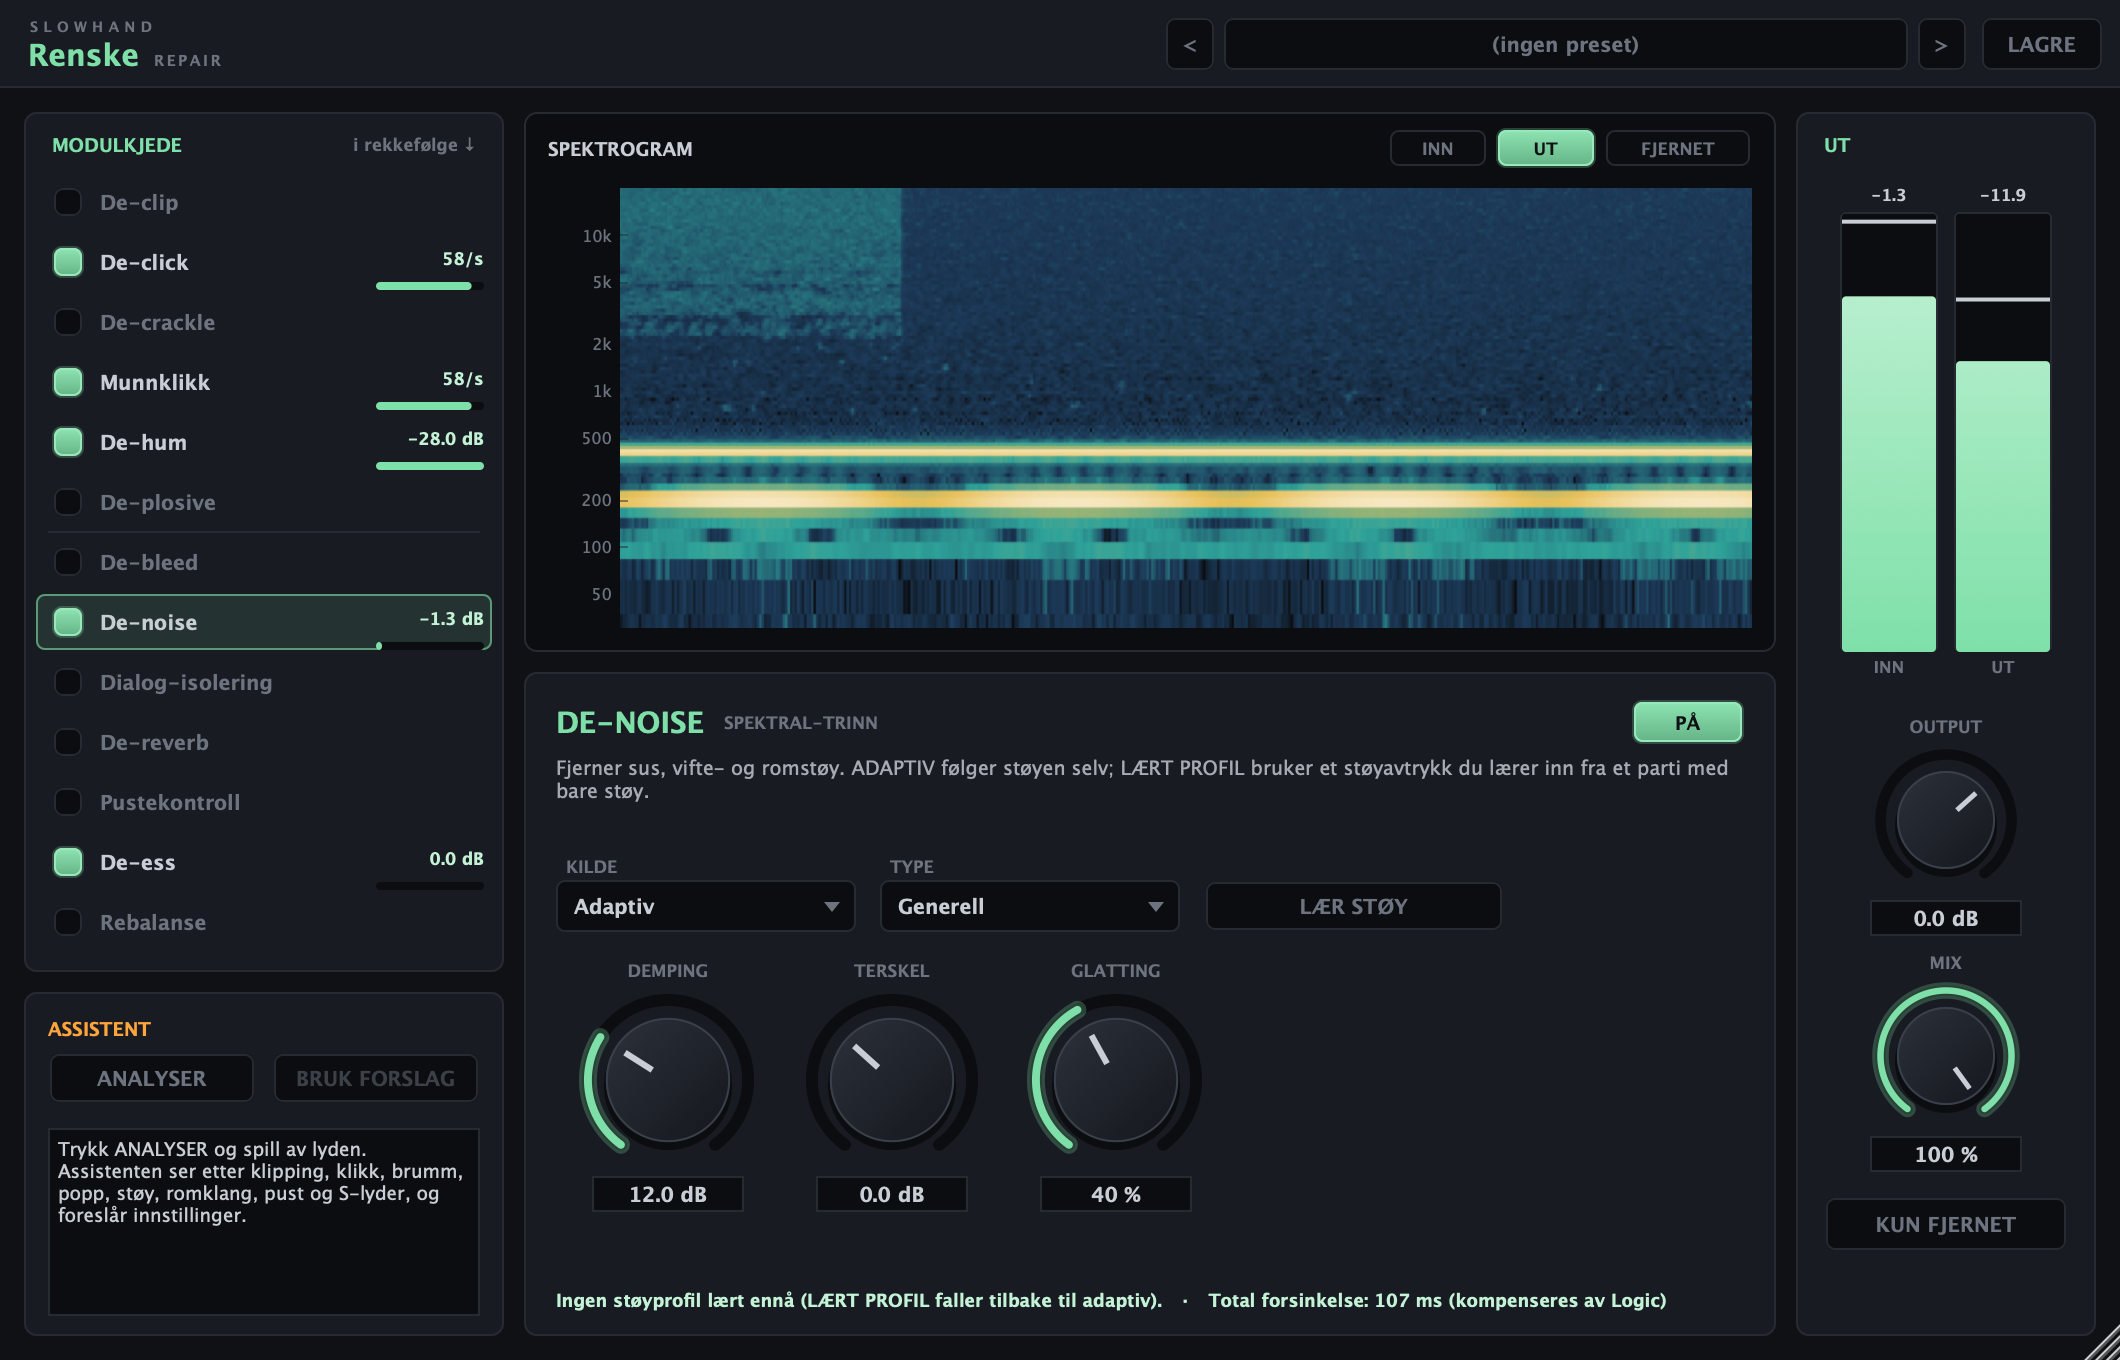 SLOWHAND
Renske REPAIR
<
(ingen preset)
>
LAGRE
MODULKJEDE
i rekkefølge ↓
De-clip
De-click
58/s
De-crackle
Munnklikk
58/s
De-hum
-28.0 dB
De-plosive
De-bleed
De-noise
-1.3 dB
Dialog-isolering
De-reverb
Pustekontroll
De-ess
0.0 dB
Rebalanse
ASSISTENT
ANALYSER
BRUK FORSLAG
Trykk ANALYSER og spill av lyden.
Assistenten ser etter klipping, klikk, brumm,
popp, støy, romklang, pust og S-lyder, og
foreslår innstillinger.
SPEKTROGRAM
INN
UT
FJERNET
10k
5k
2k
1k
500
200
100
50
DE-NOISE SPEKTRAL-TRINN
PÅ
Fjerner sus, vifte- og romstøy. ADAPTIV følger støyen selv; LÆRT PROFIL bruker et støyavtrykk du lærer inn fra et parti med
bare støy.
KILDE
TYPE
Adaptiv
Generell
LÆR STØY
DEMPING
TERSKEL
GLATTING
12.0 dB
0.0 dB
40 %
Ingen støyprofil lært ennå (LÆRT PROFIL faller tilbake til adaptiv). · Total forsinkelse: 107 ms (kompenseres av Logic)
UT
-1.3
-11.9
INN
UT
OUTPUT
0.0 dB
MIX
100 %
KUN FJERNET